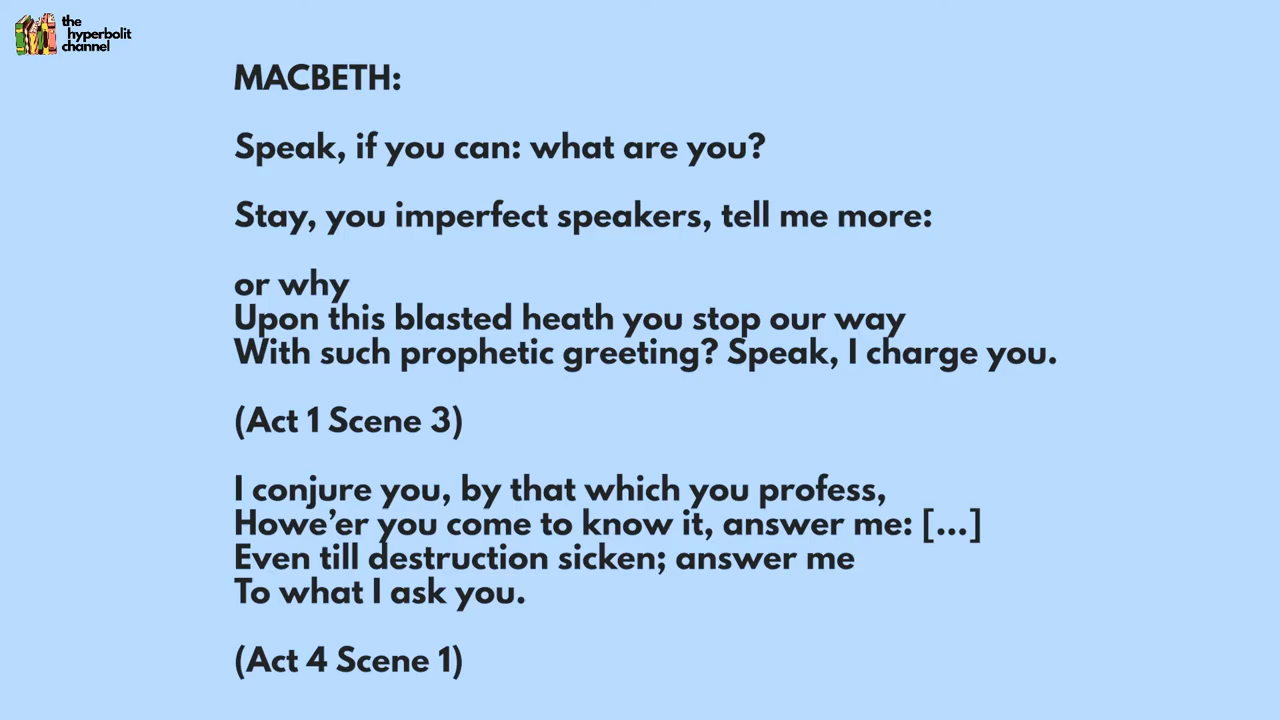 the
hyperbolit
channel
MACBETH:
Speak, if you can: what are you?
Stay, you imperfect speakers, tell me more:
or why
Upon this blasted heath you stop our way
With such prophetic greeting? Speak, I charge you.
(Act 1 Scene 3)
I conjure you, by that which you profess,
Howe’er you come to know it, answer me: [...]
Even till destruction sicken; answer me
To what I ask you.
(Act 4 Scene 1)